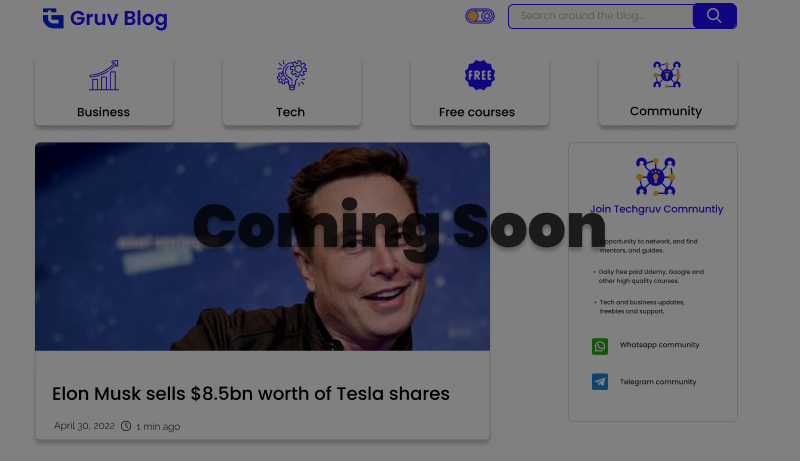 Gruv Blog
Search around the blog...
Business
Tech
FREE
Free courses
Community
Coming Soon
Join Techgruv Communtiy
• Opportunity to network, and find
mentors, and guides.
• Daily free paid Udemy, Google and
other high quality courses.
• Tech and business updates,
freebies and support.
Whatsapp community
Telegram community
Elon Musk sells $8.5bn worth of Tesla shares
April 30, 2022 1 min ago